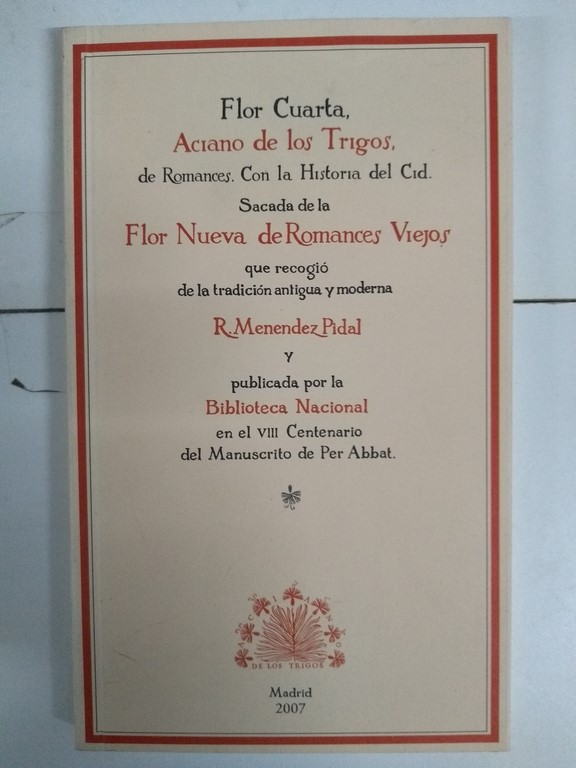 Flor Cuarta,
Aciano de los Trigos,
de Romances. Con la Historia del Cid.
Sacada de la
Flor Nueva de Romances Viejos
que recogió
de la tradición antigua y moderna
R. Menendez Pidal
y
publicada por la
Biblioteca Nacional
en el VIII Centenario
del Manuscrito de Per Abbat.
ACCIANO
DE LOS TRIGOS
Madrid
2007